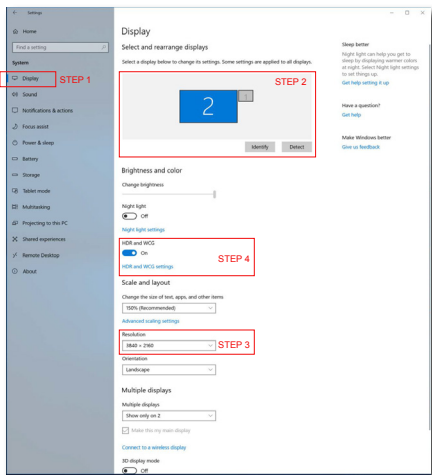 Settings
Home
Find a setting
System
Display
STEP 1
Sound
Notifications & actions
Focus assist
Power & sleep
Battery
Storage
Tablet mode
Multitasking
Projecting to this PC
Shared experiences
Remote Desktop
About
Display
Select and rearrange displays
Select a display below to change its settings. Some settings are applied to all displays.
STEP 2
2
1
Identify
Detect
Brightness and color
Change brightness
Night light
Off
Night light settings
HDR and WCG
On
STEP 4
HDR and WCG settings
Scale and layout
Change the size of text, apps, and other items
150% (Recommended)
Advanced scaling settings
Resolution
3840 × 2160
STEP 3
Orientation
Landscape
Multiple displays
Multiple displays
Show only on 2
Make this my main display
Connect to a wireless display
3D display mode
Off
Sleep better
Night light can help you get to
sleep by displaying warmer colors
at night. Select Night light settings
to set things up.
Get help setting it up
Have a question?
Get help
Make Windows better
Give us feedback